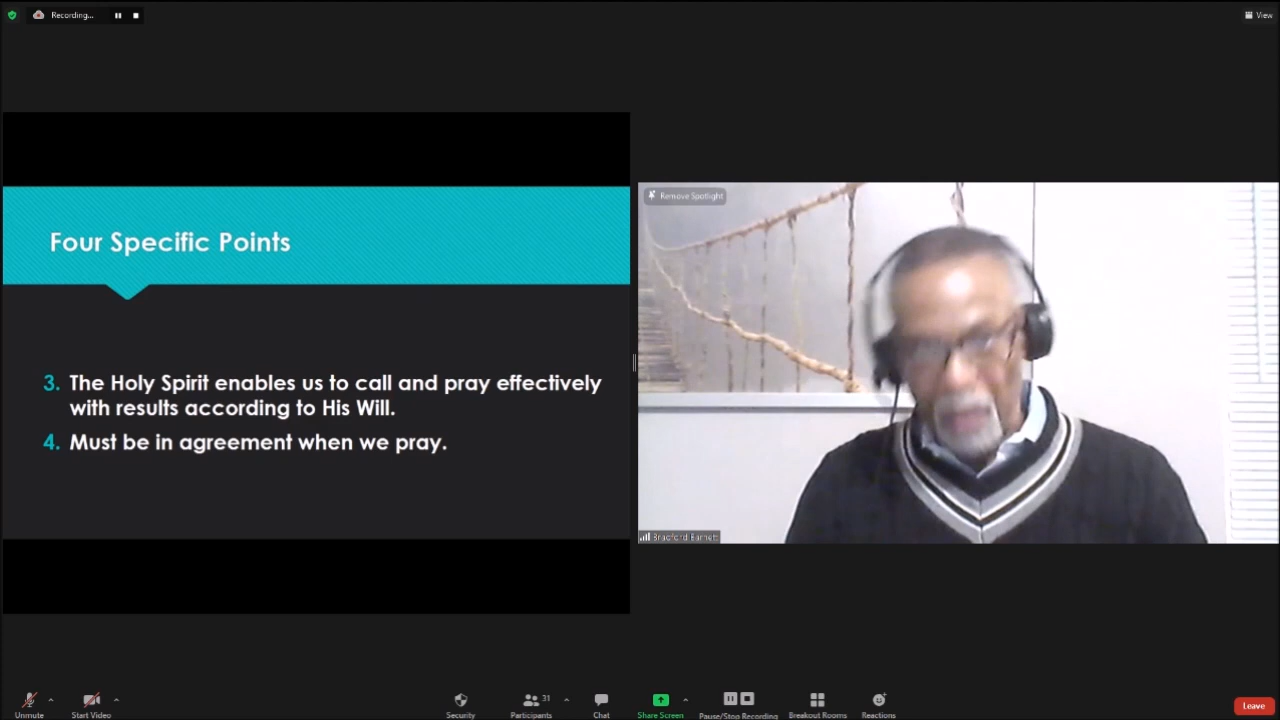 Recording...
View
Four Specific Points
3. The Holy Spirit enables us to call and pray effectively
with results according to His Will.
4. Must be in agreement when we pray.
Remove Spotlight
Bradford Barnett
Unmute
Start Video
Security
Participants
31
Chat
Share Screen
Pause/Stop Recording
Breakout Rooms
Reactions
Leave